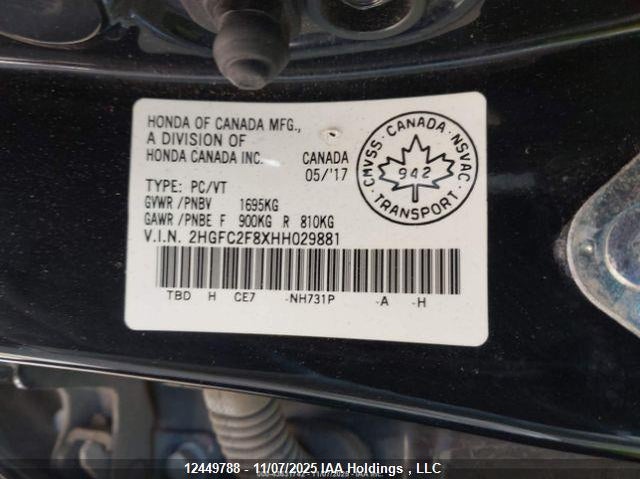 HONDA OF CANADA MFG.,
A DIVISION OF
HONDA CANADA INC.
CANADA
05/'17
TYPE: PC/VT
GVWR /PNBV 1695KG
GAWR /PNBE F 900KG R 810KG
V.I.N. 2HGFC2F8XHH029881
TBD H CE7 -NH731P -A -H
CMVSS · CANADA · NSVAC
942
TRANSPORT
12449788 - 11/07/2025 IAA Holdings , LLC